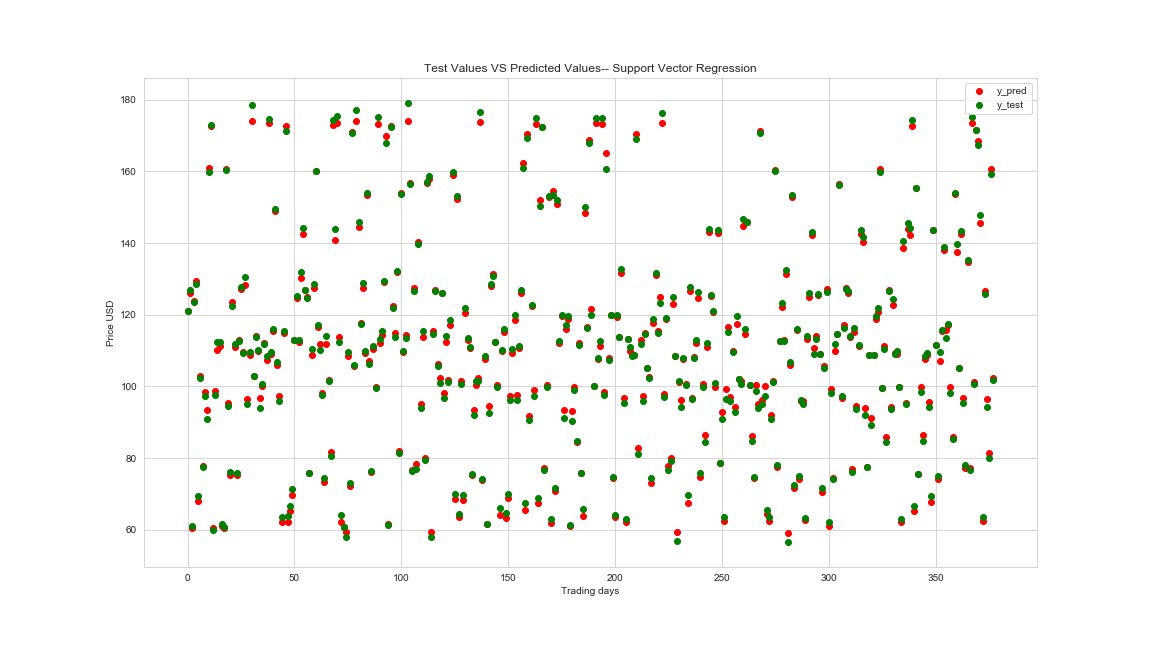 Test Values VS Predicted Values-- Support Vector Regression
y_pred
y_test
180
160
140
120
100
80
60
Price USD
0 50 100 150 200 250 300 350
Trading days